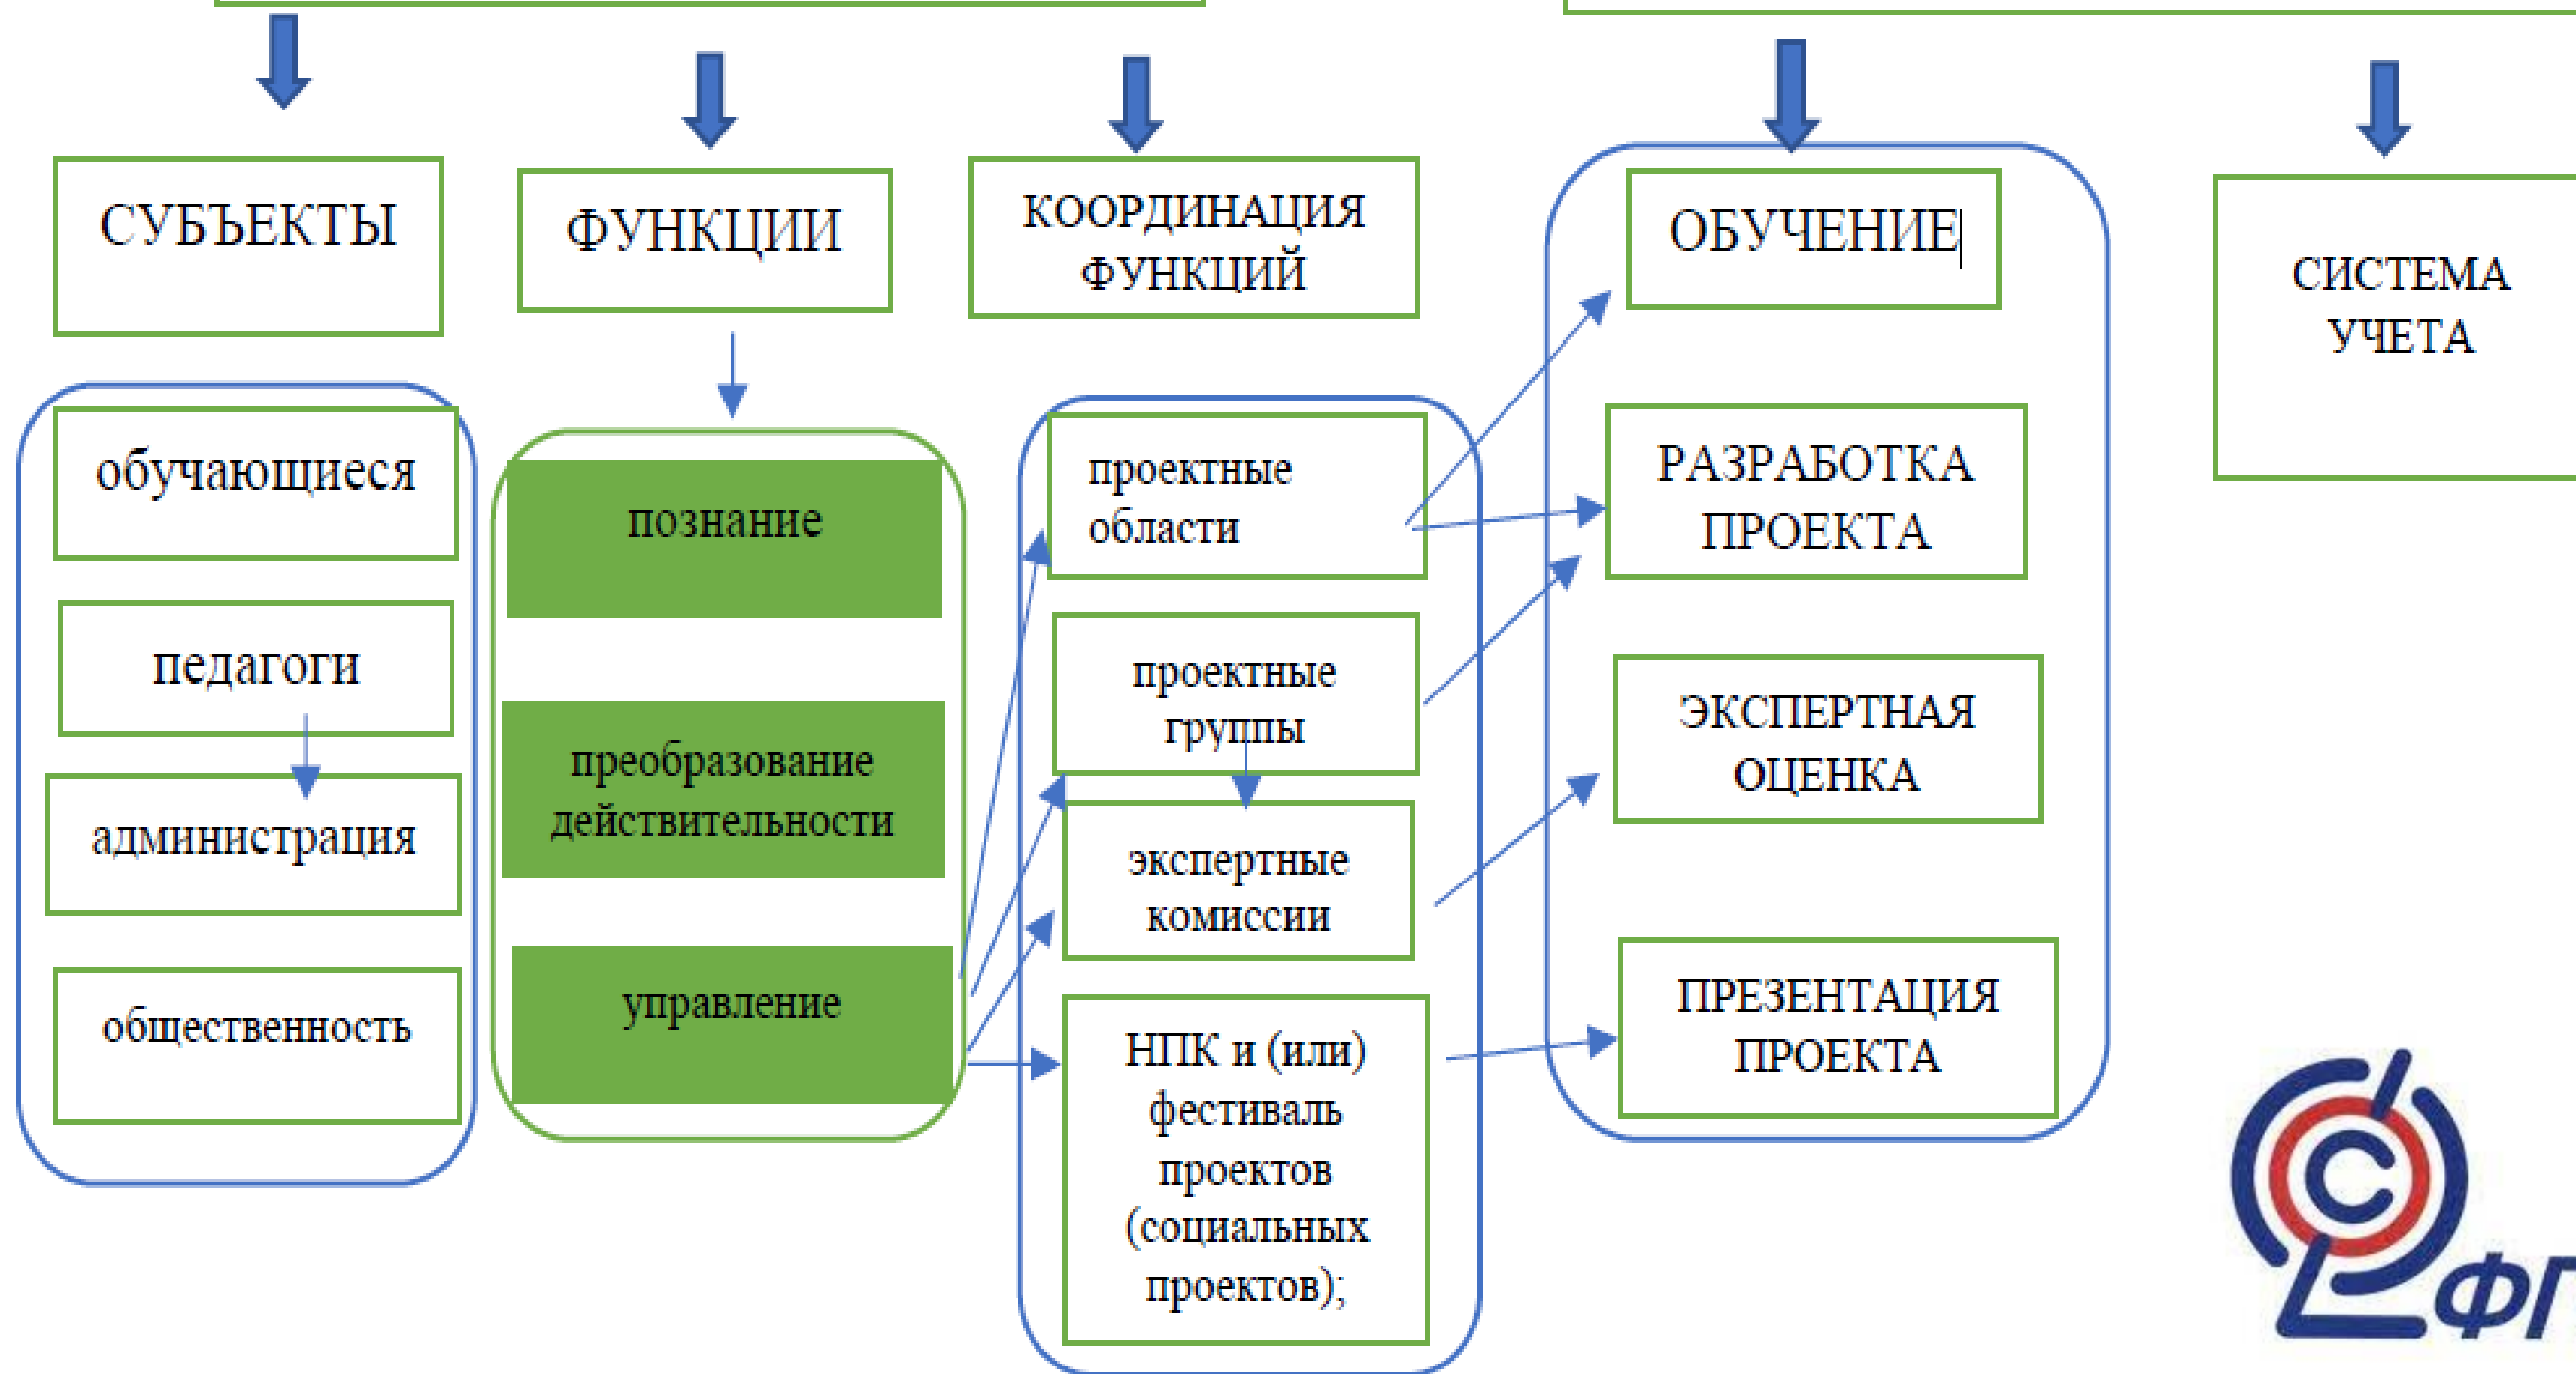 СУБЪЕКТЫ
обучающиеся
педагоги
администрация
общественность
ФУНКЦИИ
познание
преобразование
действительности
управление
КООРДИНАЦИЯ
ФУНКЦИЙ
проектные
области
проектные
группы
экспертные
комиссии
НПК и (или)
фестиваль
проектов
(социальных
проектов);
ОБУЧЕНИЕ
РАЗРАБОТКА
ПРОЕКТА
ЭКСПЕРТНАЯ
ОЦЕНКА
ПРЕЗЕНТАЦИЯ
ПРОЕКТА
СИСТЕМА
УЧЕТА
ФГ